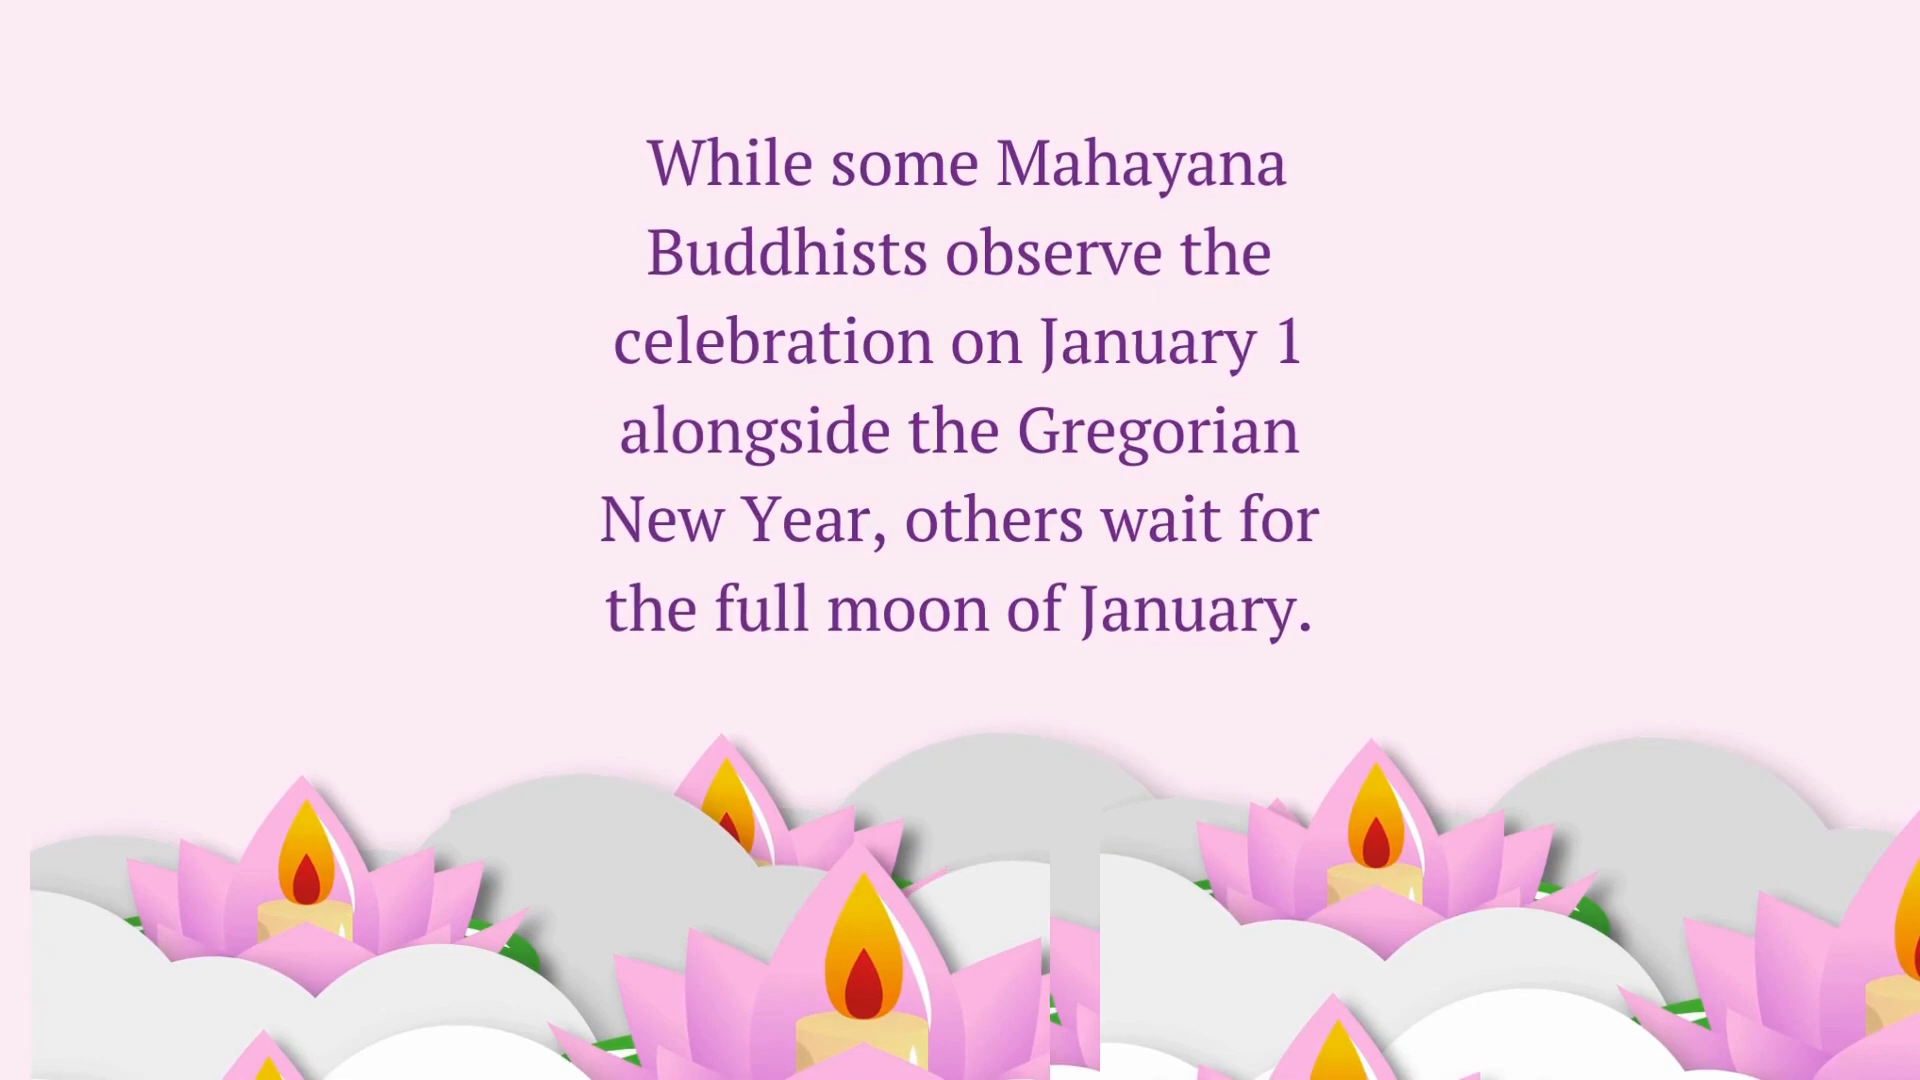 While some Mahayana
Buddhists observe the
celebration on January 1
alongside the Gregorian
New Year, others wait for
the full moon of January.